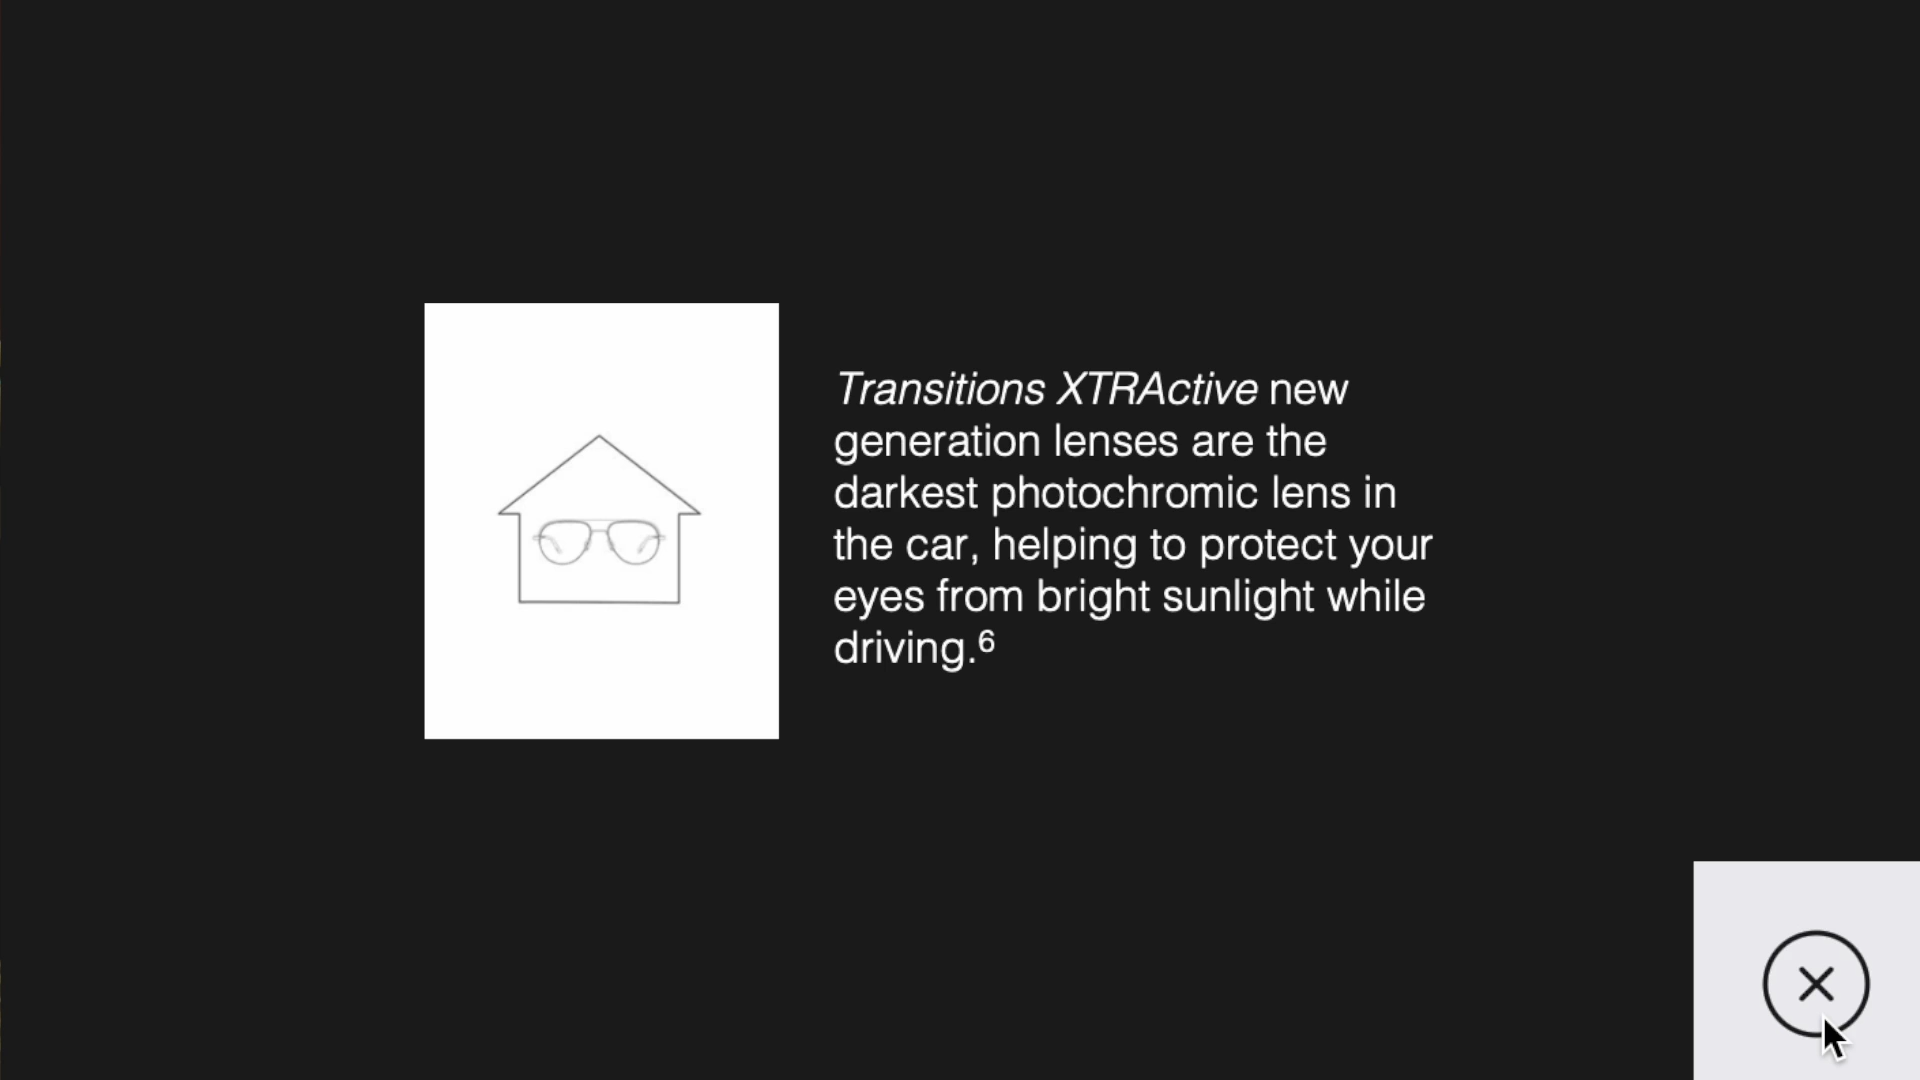 Transitions XTRActive new
generation lenses are the
darkest photochromic lens in
the car, helping to protect your
eyes from bright sunlight while
driving.⁶